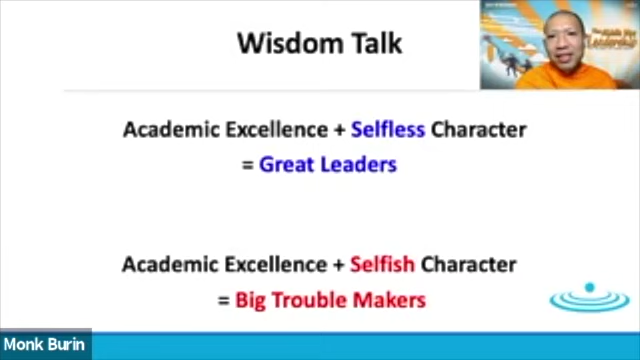 Wisdom Talk
Academic Excellence + Selfless Character
= Great Leaders
Academic Excellence + Selfish Character
= Big Trouble Makers
Monk Burin